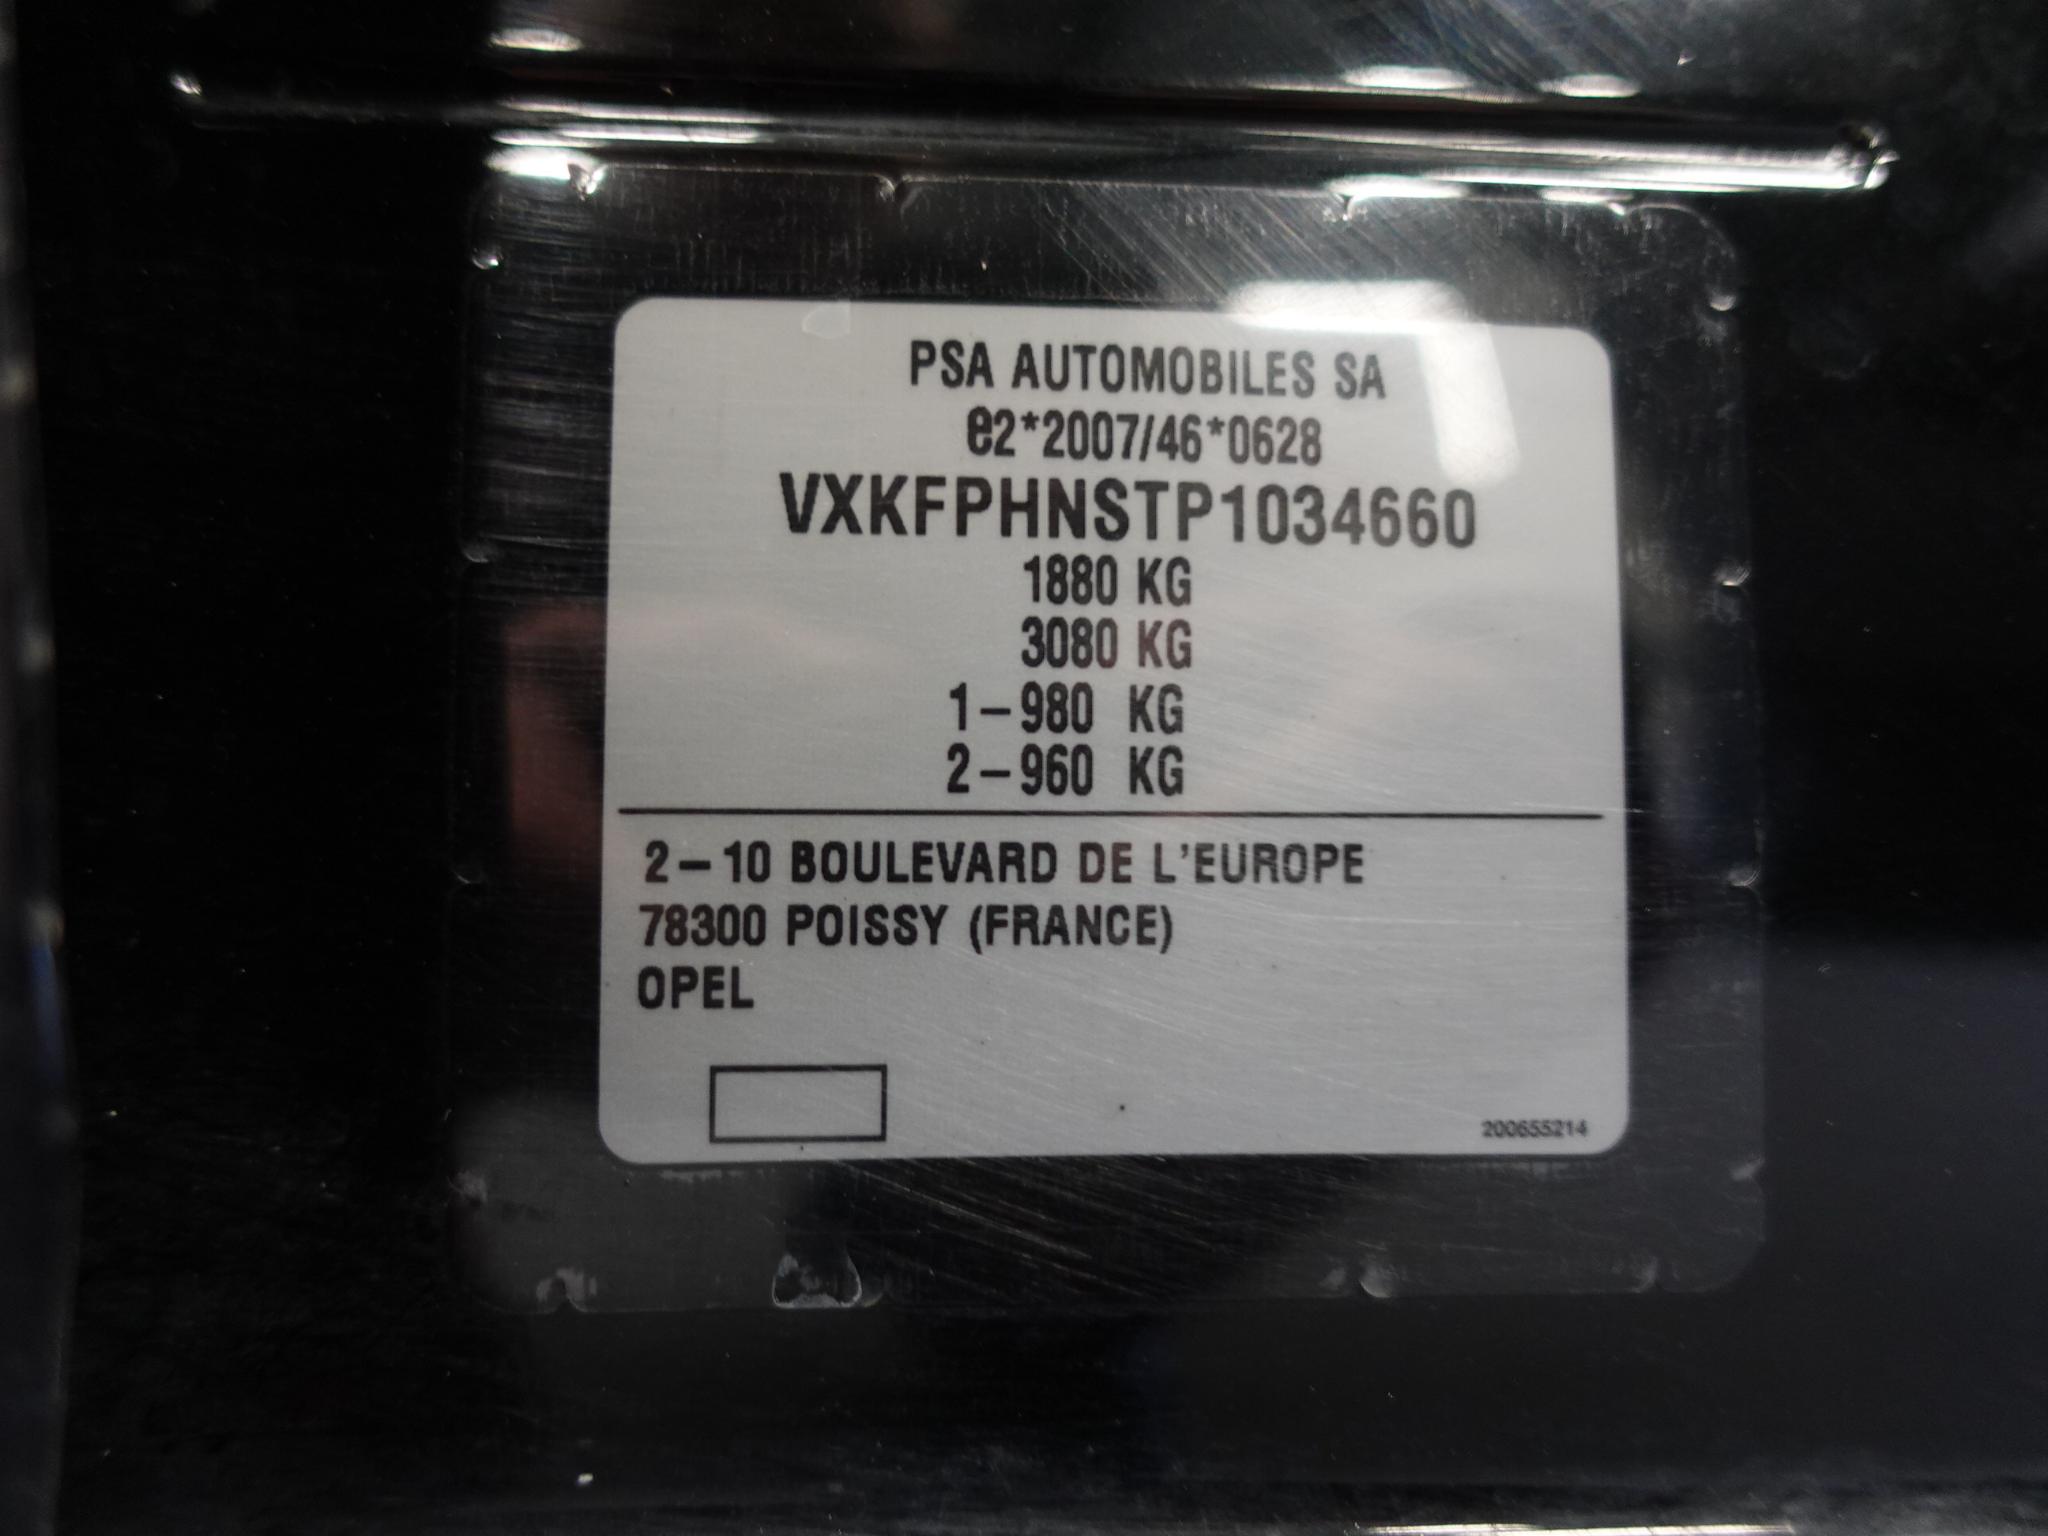 PSA AUTOMOBILES SA
e2*2007/46*0628
VXKFPHNSTP1034660
1880 KG
3080 KG
1-980 KG
2-960 KG
2-10 BOULEVARD DE L'EUROPE
78300 POISSY (FRANCE)
OPEL
200655214